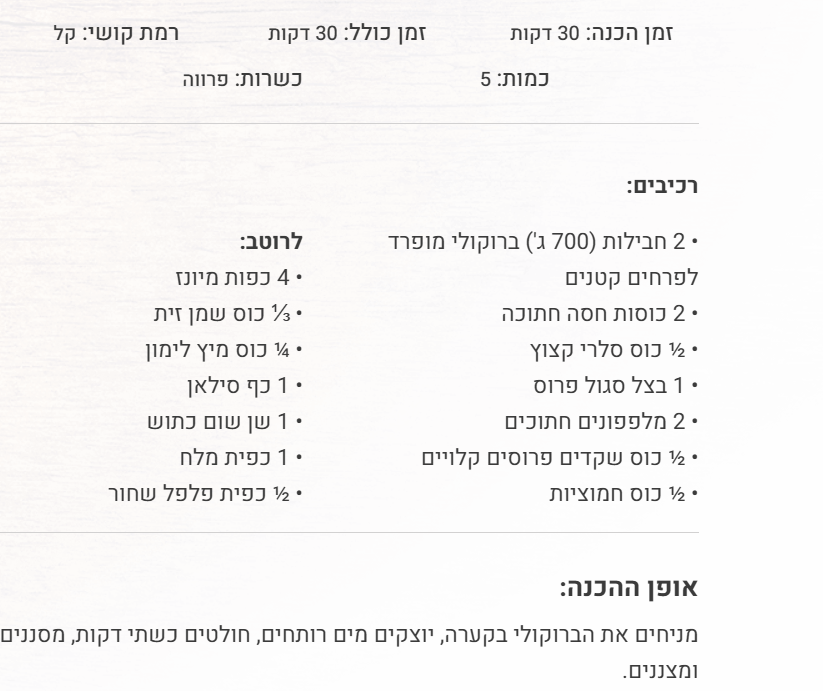 זמן הכנה: 30 דקות זמן כולל: 30 דקות רמת קושי: קל
כמות: 5 כשרות: פרווה
רכיבים:
• 2 חבילות (700 ג') ברוקולי מופרד
לפרחים קטנים
• 2 כוסות חסה חתוכה
• ½ כוס סלרי קצוץ
• 1 בצל סגול פרוס
• 2 מלפפונים חתוכים
• ½ כוס שקדים פרוסים קלויים
• ½ כוס חמוציות
לרוטב:
• 4 כפות מיונז
• ⅓ כוס שמן זית
• ¼ כוס מיץ לימון
• 1 כף סילאן
• 1 שן שום כתוש
• 1 כפית מלח
• ½ כפית פלפל שחור
אופן ההכנה:
מניחים את הברוקולי בקערה, יוצקים מים רותחים, חולטים כשתי דקות, מסננים
ומצננים.